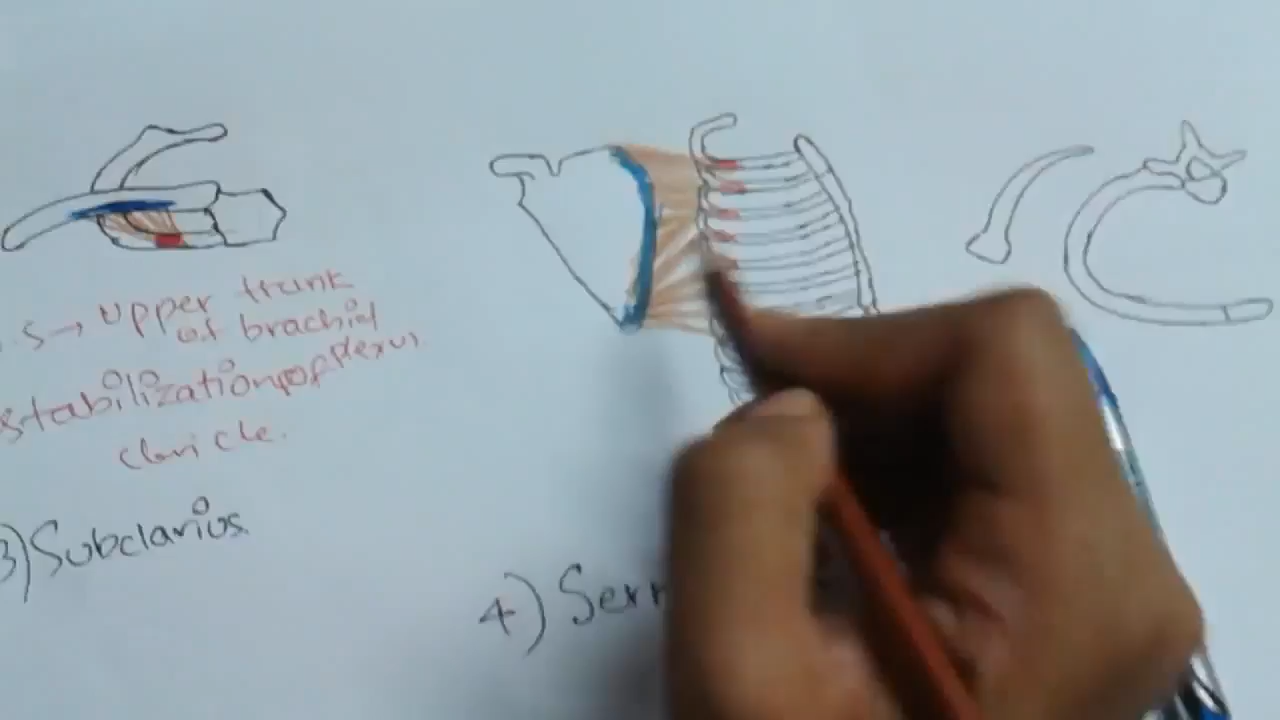 S → Upper trunk
of brachial
stabilization of plexus
clavicle.
3) Subclavius
4) Serr